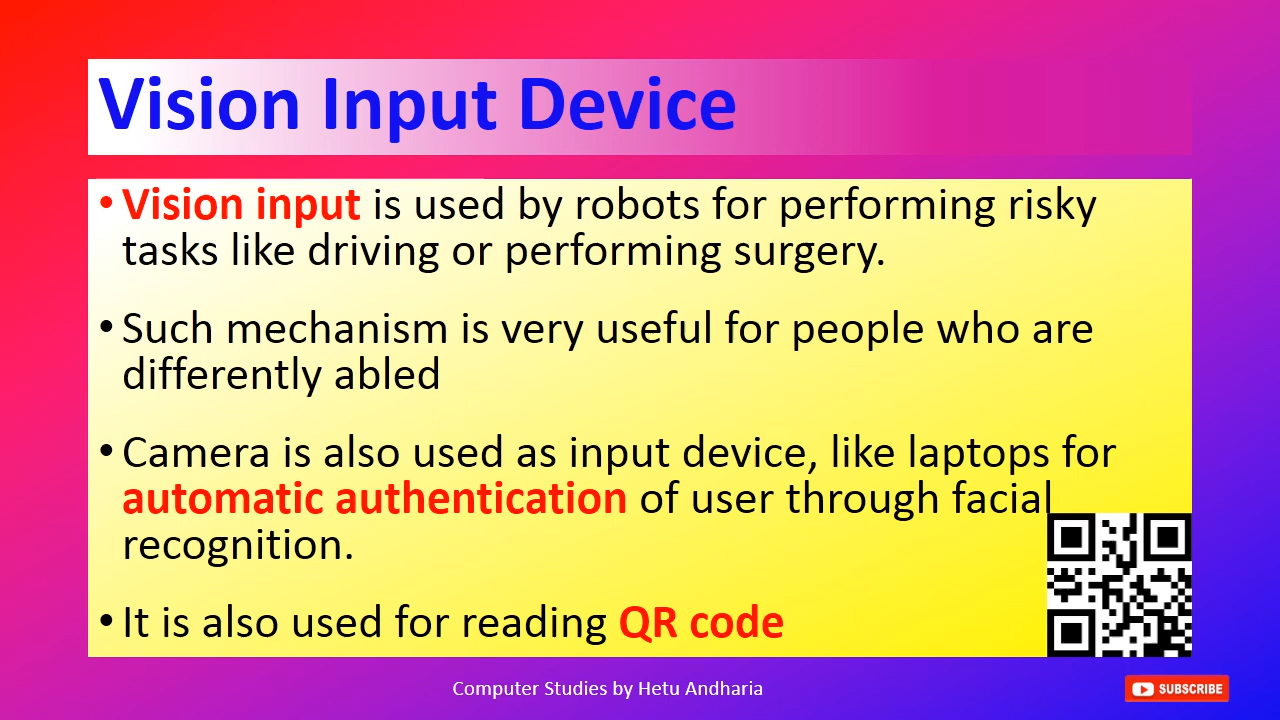 Vision Input Device
• Vision input is used by robots for performing risky
tasks like driving or performing surgery.
• Such mechanism is very useful for people who are
differently abled
• Camera is also used as input device, like laptops for
automatic authentication of user through facial
recognition.
• It is also used for reading QR code
Computer Studies by Hetu Andharia
SUBSCRIBE